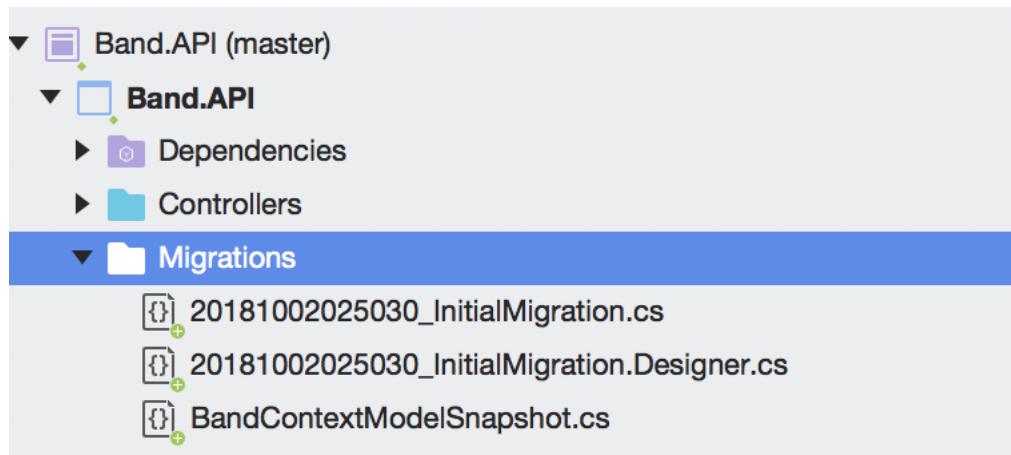 Band.API (master)
Band.API
Dependencies
Controllers
Migrations
20181002025030_InitialMigration.cs
20181002025030_InitialMigration.Designer.cs
BandContextModelSnapshot.cs